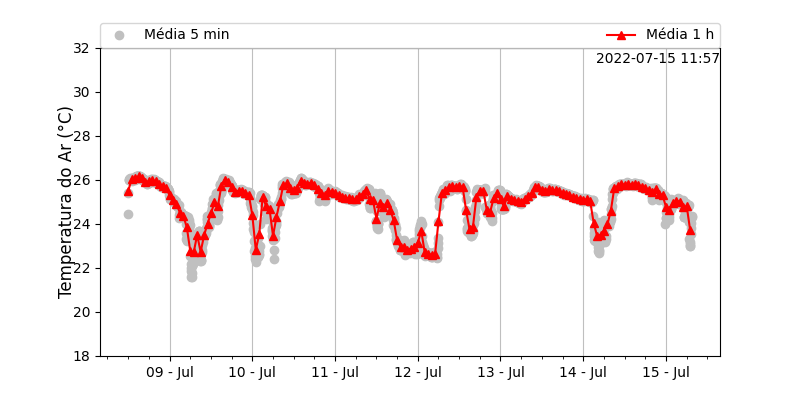 Média 5 min
Média 1 h
2022-07-15 11:57
Temperatura do Ar (°C)
32
30
28
26
24
22
20
18
09 - Jul
10 - Jul
11 - Jul
12 - Jul
13 - Jul
14 - Jul
15 - Jul